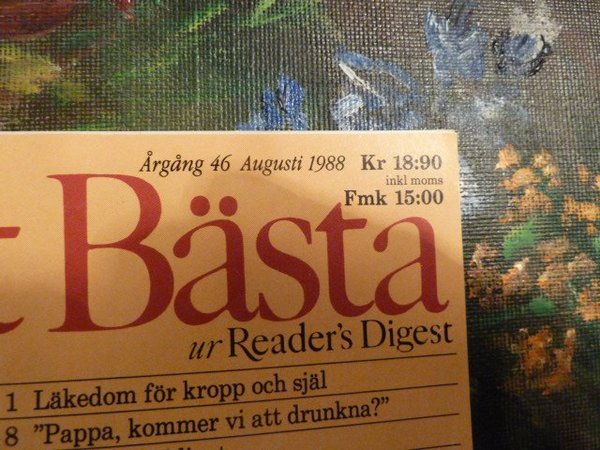 Årgång 46 Augusti 1988 Kr 18:90
inkl moms
Fmk 15:00
t Bästa
ur Reader's Digest
1 Läkedom för kropp och själ
8 "Pappa, kommer vi att drunkna?"